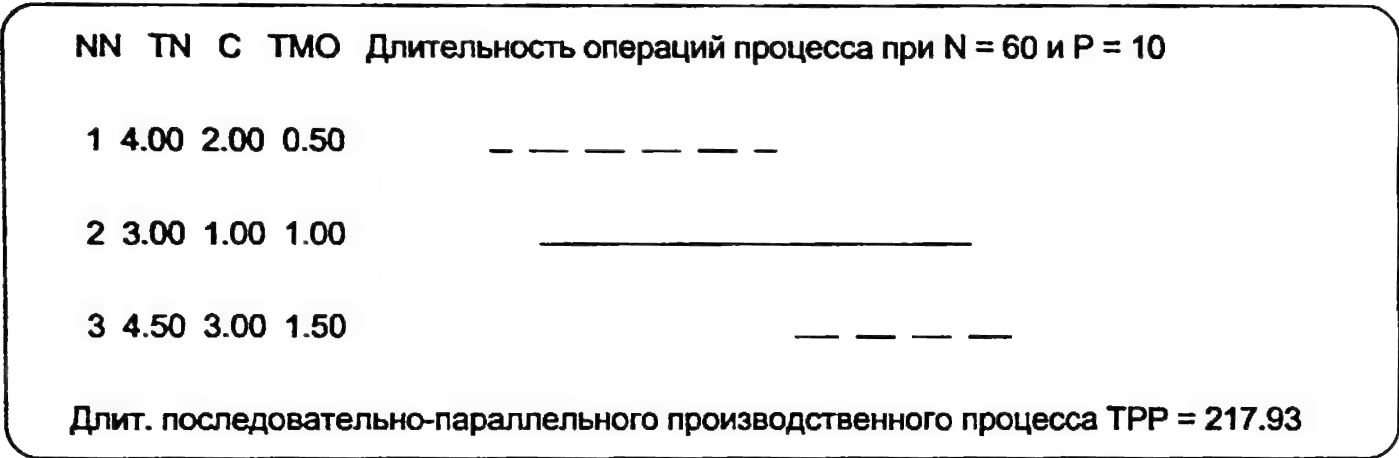 NN TN C TMO Длительность операций процесса при N = 60 и P = 10
1 4.00 2.00 0.50
2 3.00 1.00 1.00
3 4.50 3.00 1.50
Длит. последовательно-параллельного производственного процесса TPP = 217.93